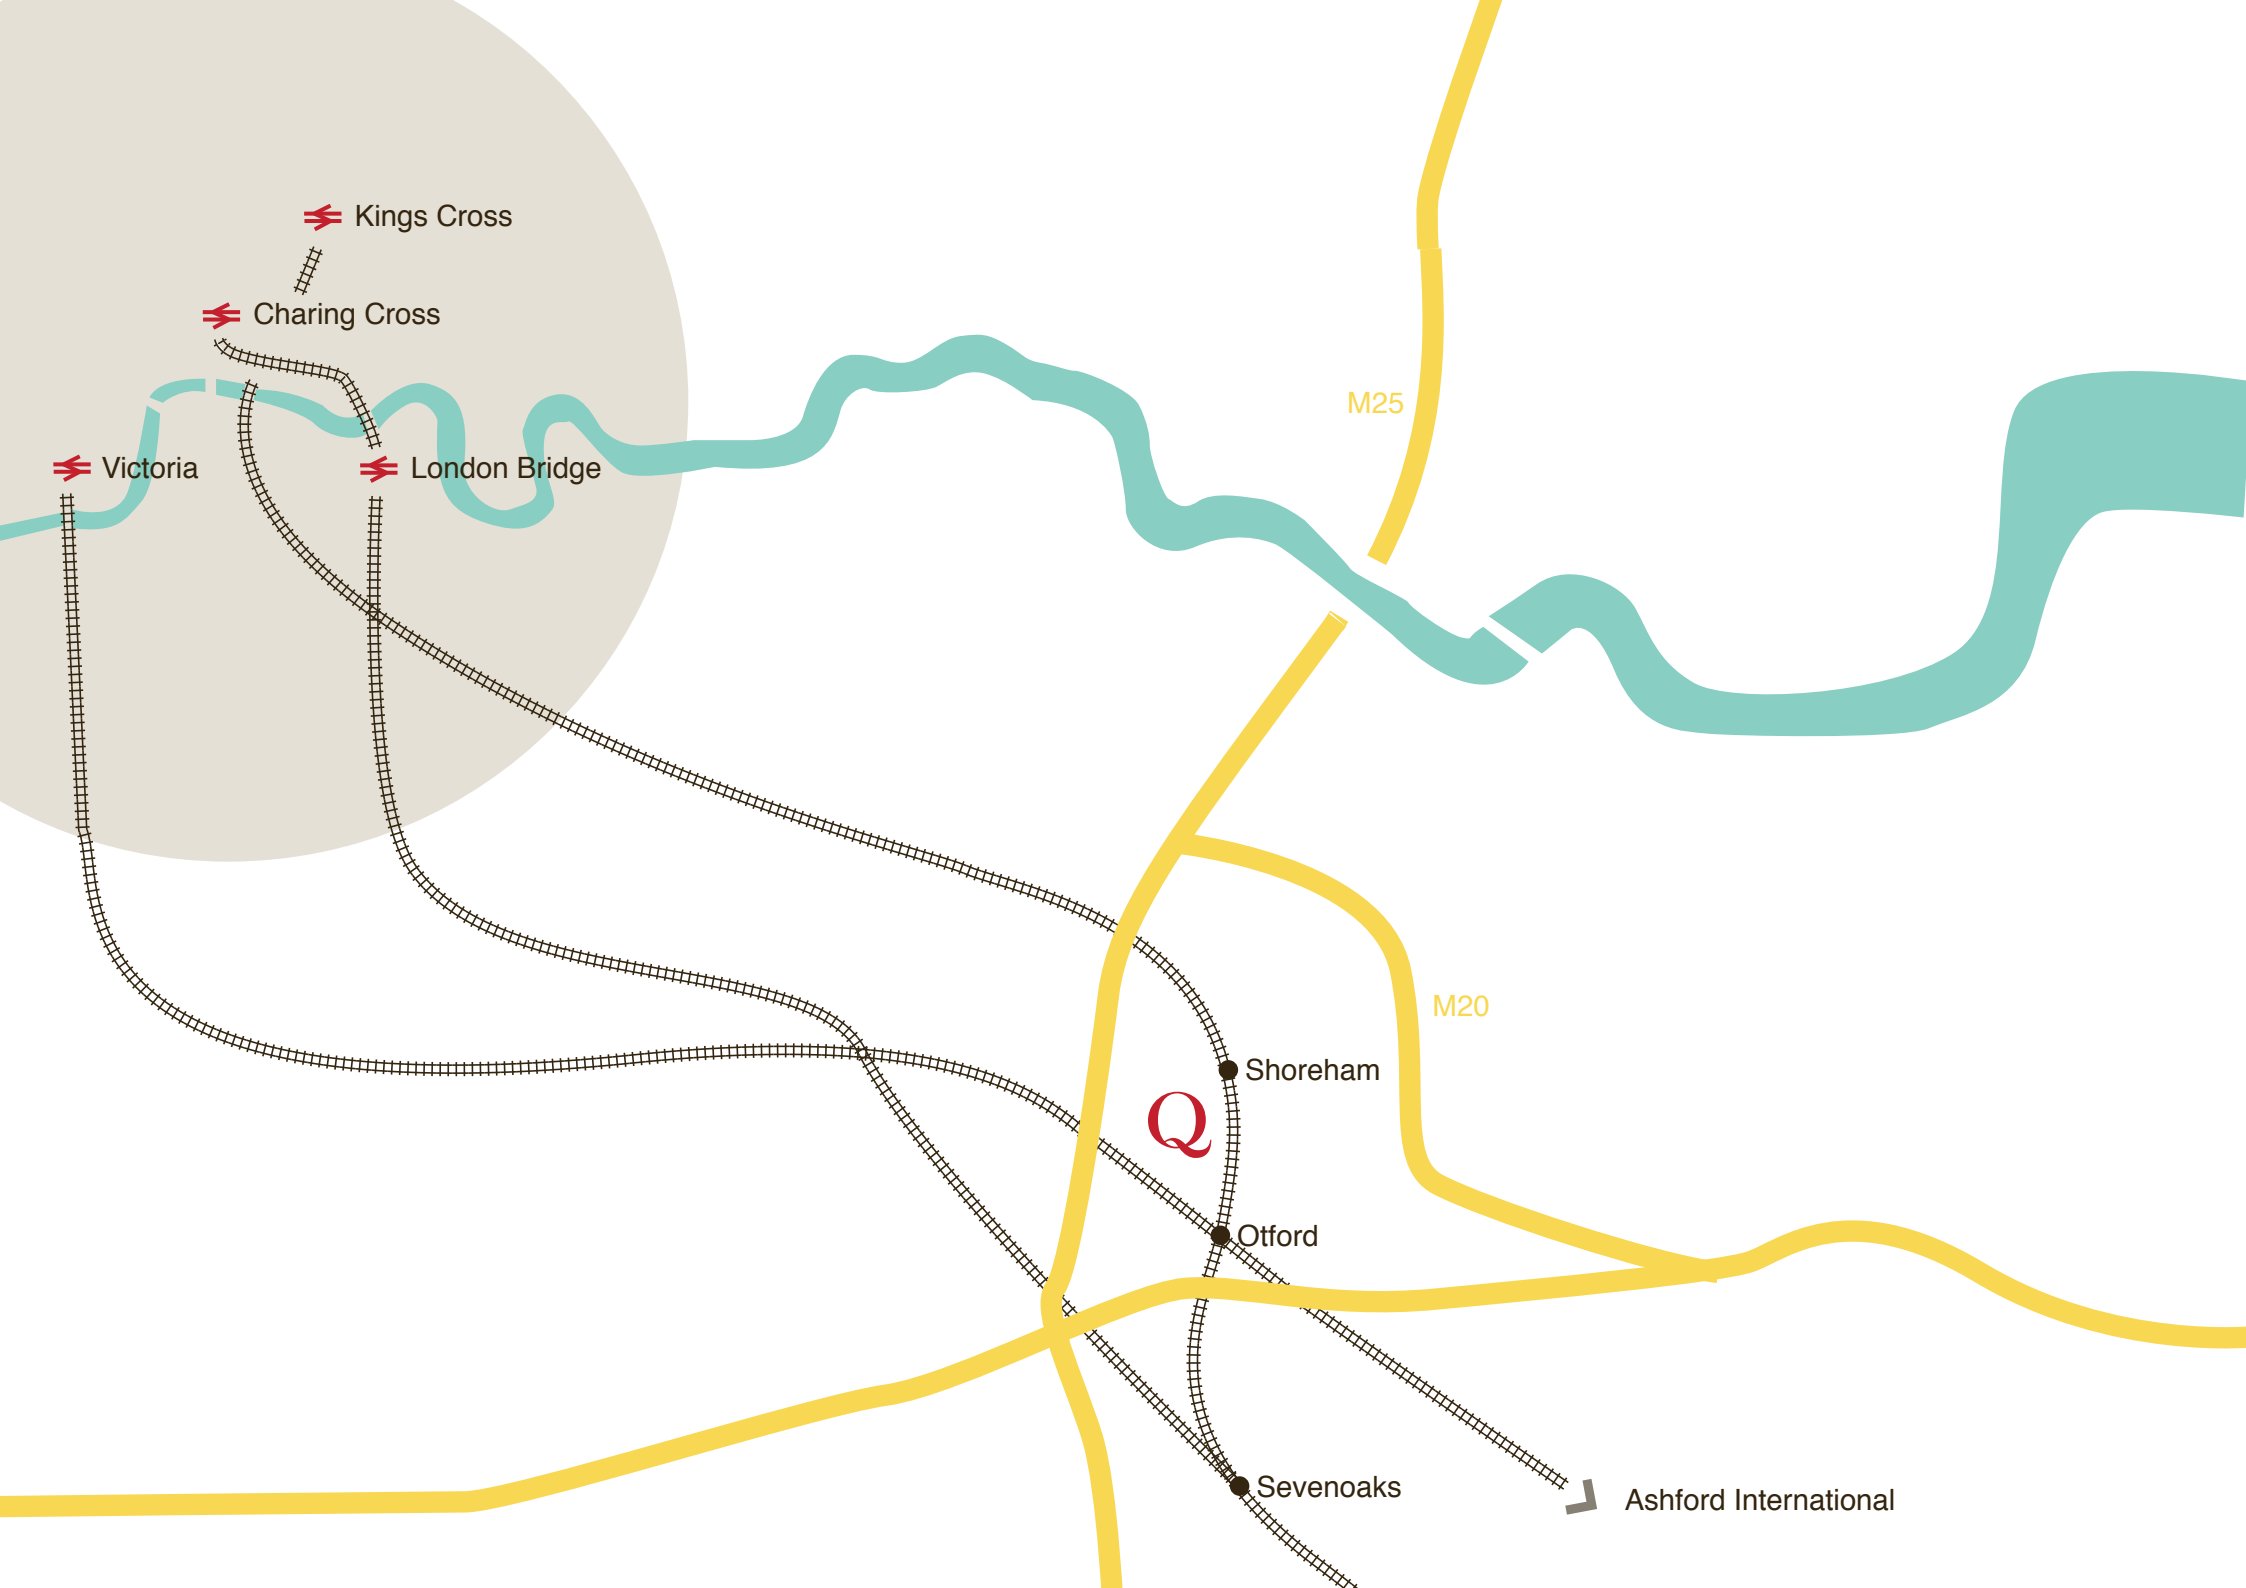 Kings Cross
Charing Cross
M25
Victoria
London Bridge
M20
Shoreham
Q
Otford
Sevenoaks
Ashford International